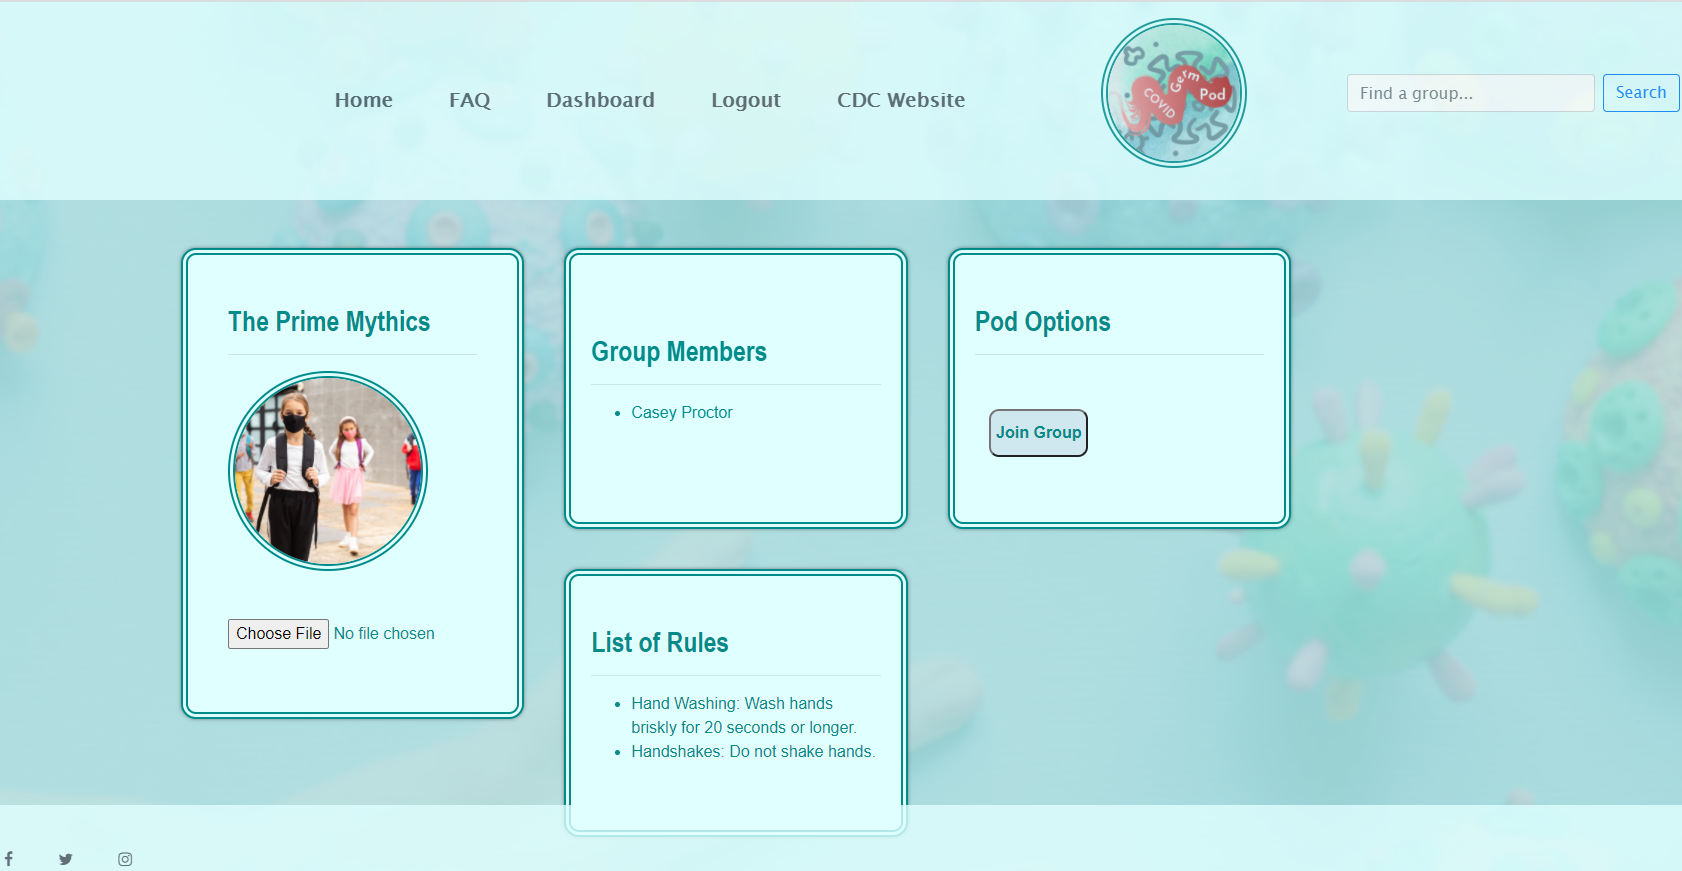 Home FAQ Dashboard Logout CDC Website
COVID Germ Pod
Find a group... Search
The Prime Mythics
Choose File No file chosen
Group Members
Casey Proctor
Pod Options
Join Group
List of Rules
Hand Washing: Wash hands
briskly for 20 seconds or longer.
Handshakes: Do not shake hands.